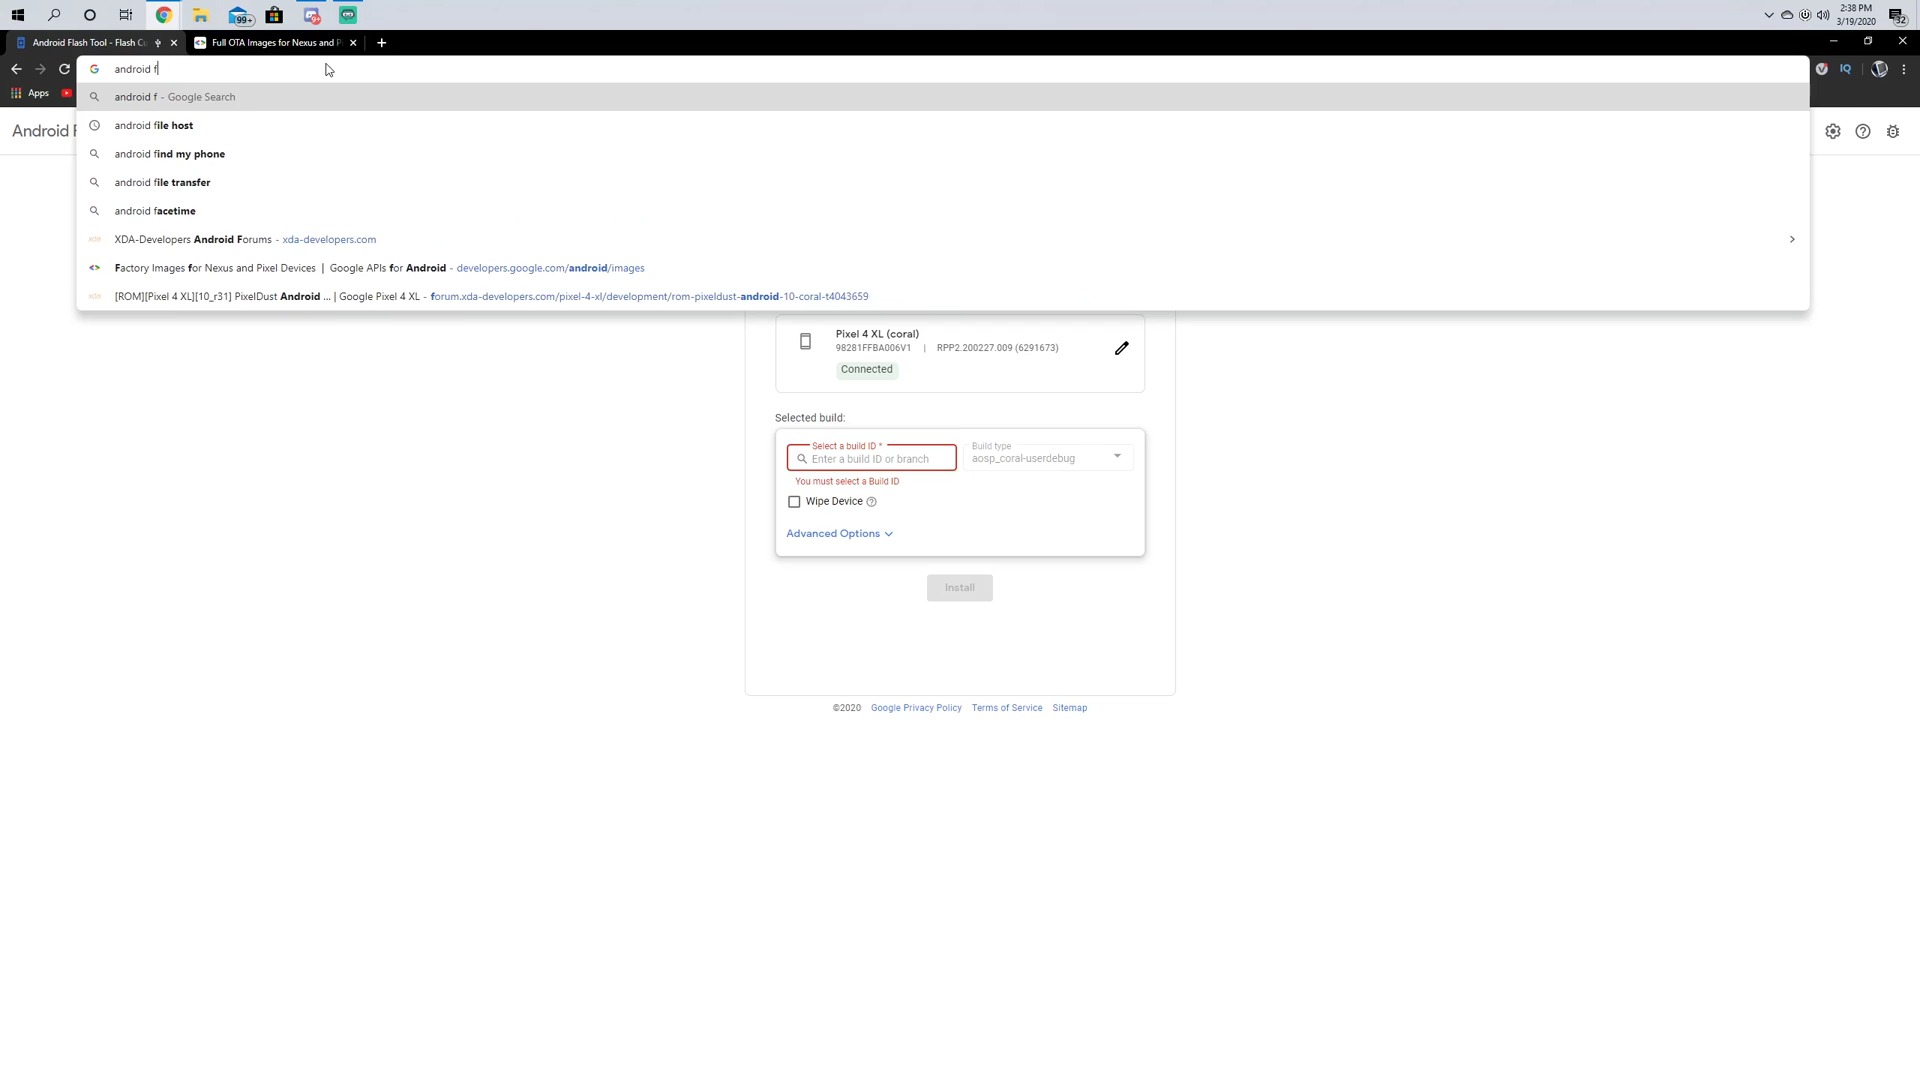 99+
9+
2:38 PM
3/19/2020
32
Android Flash Tool - Flash Cu
Full OTA Images for Nexus and P
android f
IQ
Apps
android f - Google Search
android file host
android find my phone
android file transfer
android facetime
XDA-Developers Android Forums - xda-developers.com
Factory Images for Nexus and Pixel Devices | Google APIs for Android - developers.google.com/android/images
[ROM][Pixel 4 XL][10_r31] PixelDust Android ... | Google Pixel 4 XL - forum.xda-developers.com/pixel-4-xl/development/rom-pixeldust-android-10-coral-t4043659
Android F
Pixel 4 XL (coral)
98281FFBA006V1 | RPP2.200227.009 (6291673)
Connected
Selected build:
Select a build ID *
Enter a build ID or branch
Build type
aosp_coral-userdebug
You must select a Build ID
Wipe Device
Advanced Options
Install
©2020 Google Privacy Policy Terms of Service Sitemap